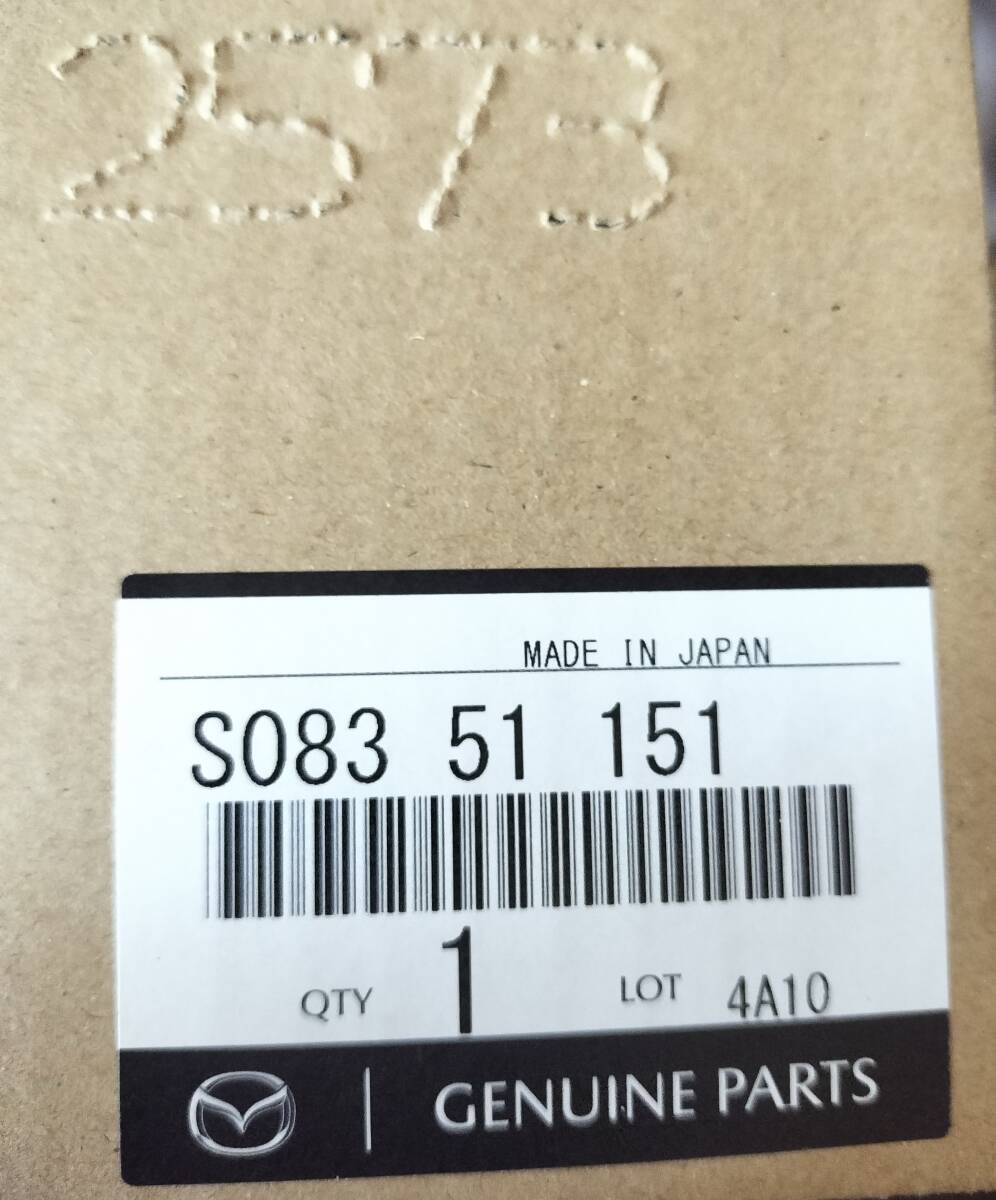 2573
MADE IN JAPAN
S083 51 151
QTY 1 LOT 4A10
GENUINE PARTS